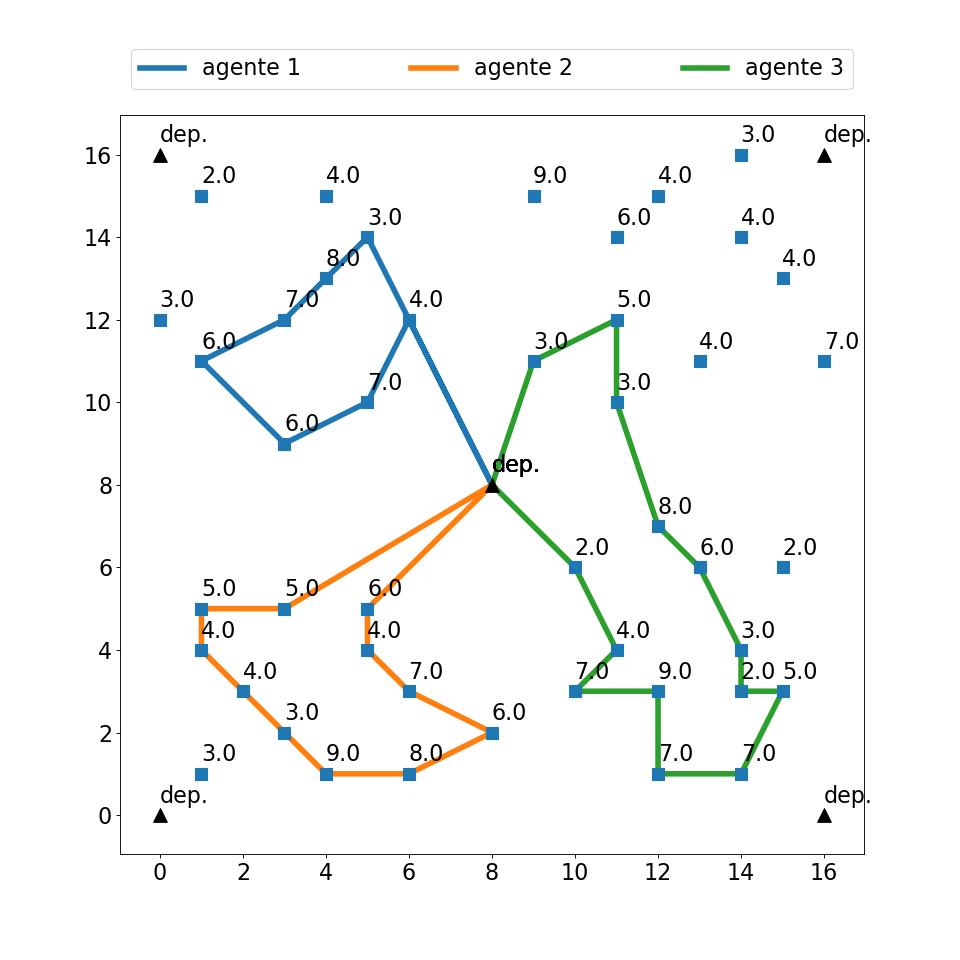 agente 1 agente 2 agente 3
dep. 3.0 dep.
16
2.0 4.0 9.0 4.0
3.0 6.0 4.0
14
8.0 4.0
3.0 7.0 4.0 5.0
12
6.0 3.0 4.0 7.0
7.0 3.0
10
6.0
dep. dep.
8
8.0
6
2.0 6.0 2.0
5.0 5.0 6.0
4
4.0 4.0 4.0 3.0
4.0 7.0 7.0 9.0 2.0 5.0
2
3.0 6.0
3.0 9.0 8.0 7.0 7.0
dep. dep.
0
0 2 4 6 8 10 12 14 16